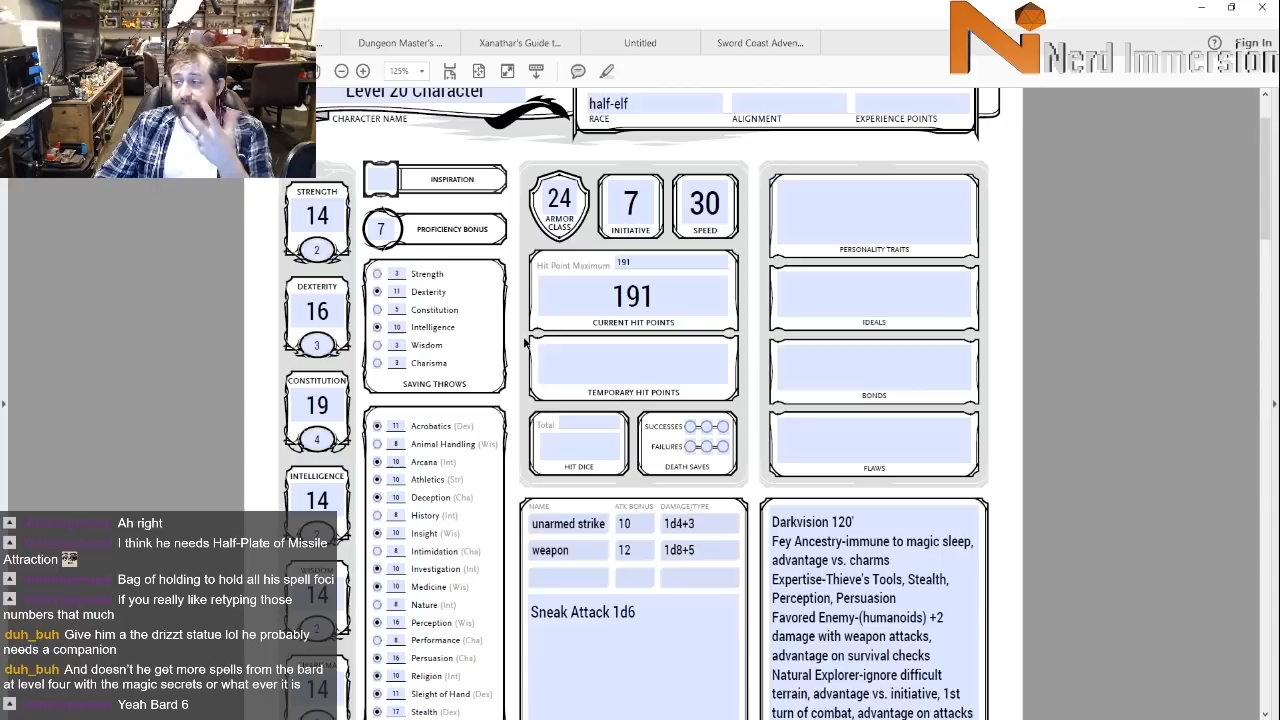 Dungeon Master's ...
Xanathar's Guide t...
Untitled
Sword Coast Adven...
Sign In
Nerd Immersion
125%
Level 20 Character
CHARACTER NAME
half-elf
RACE
ALIGNMENT
EXPERIENCE POINTS
STRENGTH
14
2
DEXTERITY
16
3
CONSTITUTION
19
4
INTELLIGENCE
14
WISDOM
14
2
14
INSPIRATION
7
PROFICIENCY BONUS
3 Strength
11 Dexterity
5 Constitution
10 Intelligence
3 Wisdom
3 Charisma
SAVING THROWS
11 Acrobatics (Dex)
8 Animal Handling (Wis)
10 Arcana (Int)
10 Athletics (Str)
10 Deception (Cha)
8 History (Int)
10 Insight (Wis)
8 Intimidation (Cha)
10 Investigation (Int)
10 Medicine (Wis)
8 Nature (Int)
16 Perception (Wis)
8 Performance (Cha)
16 Persuasion (Cha)
10 Religion (Int)
11 Sleight of Hand (Dex)
17 Stealth (Dex)
24
ARMOR
CLASS
7
INITIATIVE
30
SPEED
Hit Point Maximum 191
191
CURRENT HIT POINTS
TEMPORARY HIT POINTS
Total
HIT DICE
SUCCESSES
FAILURES
DEATH SAVES
NAME ATK BONUS DAMAGE/TYPE
unarmed strike 10 1d4+3
weapon 12 1d8+5
Sneak Attack 1d6
PERSONALITY TRAITS
IDEALS
BONDS
FLAWS
Darkvision 120'
Fey Ancestry-immune to magic sleep,
advantage vs. charms
Expertise-Thieve's Tools, Stealth,
Perception, Persuasion
Favored Enemy-(humanoids) +2
damage with weapon attacks,
advantage on survival checks
Natural Explorer-ignore difficult
terrain, advantage vs. initiative, 1st
turn of combat, advantage on attacks
Ah right
I think he needs Half-Plate of Missile
Attraction
Bag of holding to hold all his spell foci
If you really like retyping those
numbers that much
duh_buh Give him a the drizzt statue lol he probably
needs a companion
duh_buh And doesn't he get more spells from the bard
at level four with the magic secrets or what ever it is
Yeah Bard 6